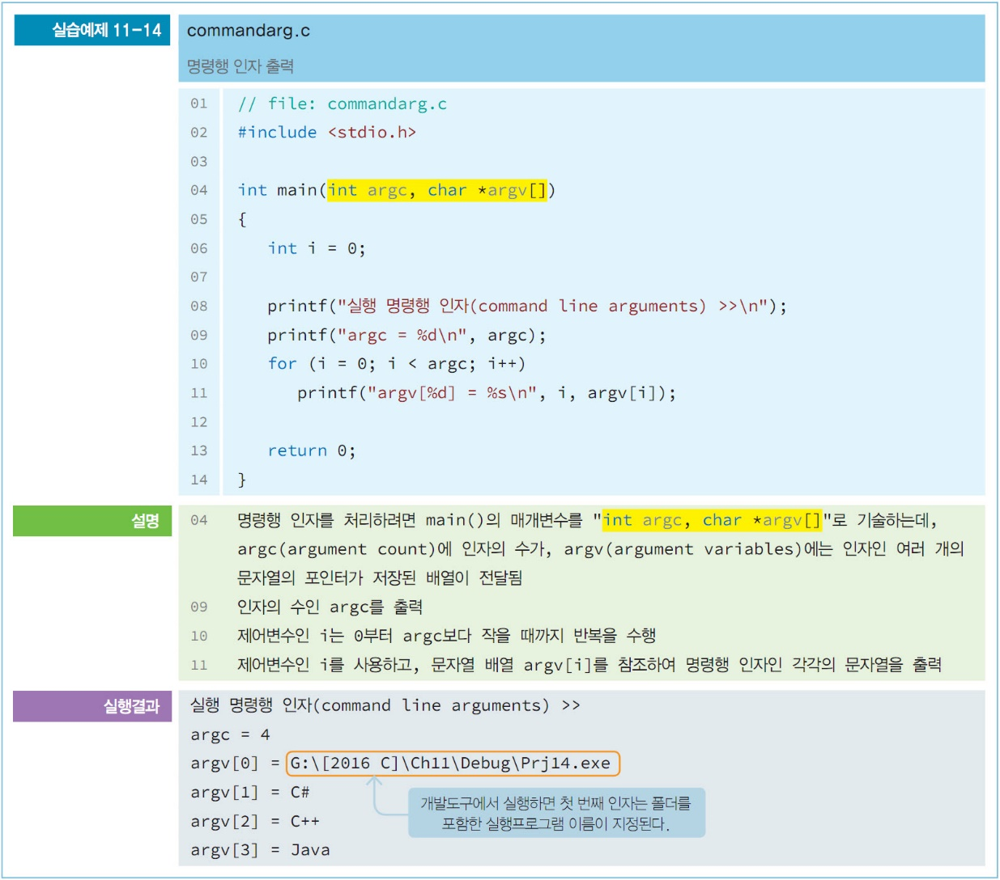 실습예제 11-14
commandarg.c
명령행 인자 출력
01 // file: commandarg.c
02 #include <stdio.h>
03
04 int main(int argc, char *argv[])
05 {
06 int i = 0;
07
08 printf("실행 명령행 인자(command line arguments) >>\n");
09 printf("argc = %d\n", argc);
10 for (i = 0; i < argc; i++)
11 printf("argv[%d] = %s\n", i, argv[i]);
12
13 return 0;
14 }
설명
04 명령행 인자를 처리하려면 main()의 매개변수를 "int argc, char *argv[]"로 기술하는데,
argc(argument count)에 인자의 수가, argv(argument variables)에는 인자인 여러 개의
문자열의 포인터가 저장된 배열이 전달됨
09 인자의 수인 argc를 출력
10 제어변수인 i는 0부터 argc보다 작을 때까지 반복을 수행
11 제어변수인 i를 사용하고, 문자열 배열 argv[i]를 참조하여 명령행 인자인 각각의 문자열을 출력
실행결과
실행 명령행 인자(command line arguments) >>
argc = 4
argv[0] = G:\[2016 C]\Ch11\Debug\Prj14.exe
argv[1] = C#
argv[2] = C++
argv[3] = Java
개발도구에서 실행하면 첫 번째 인자는 폴더를
포함한 실행프로그램 이름이 지정된다.